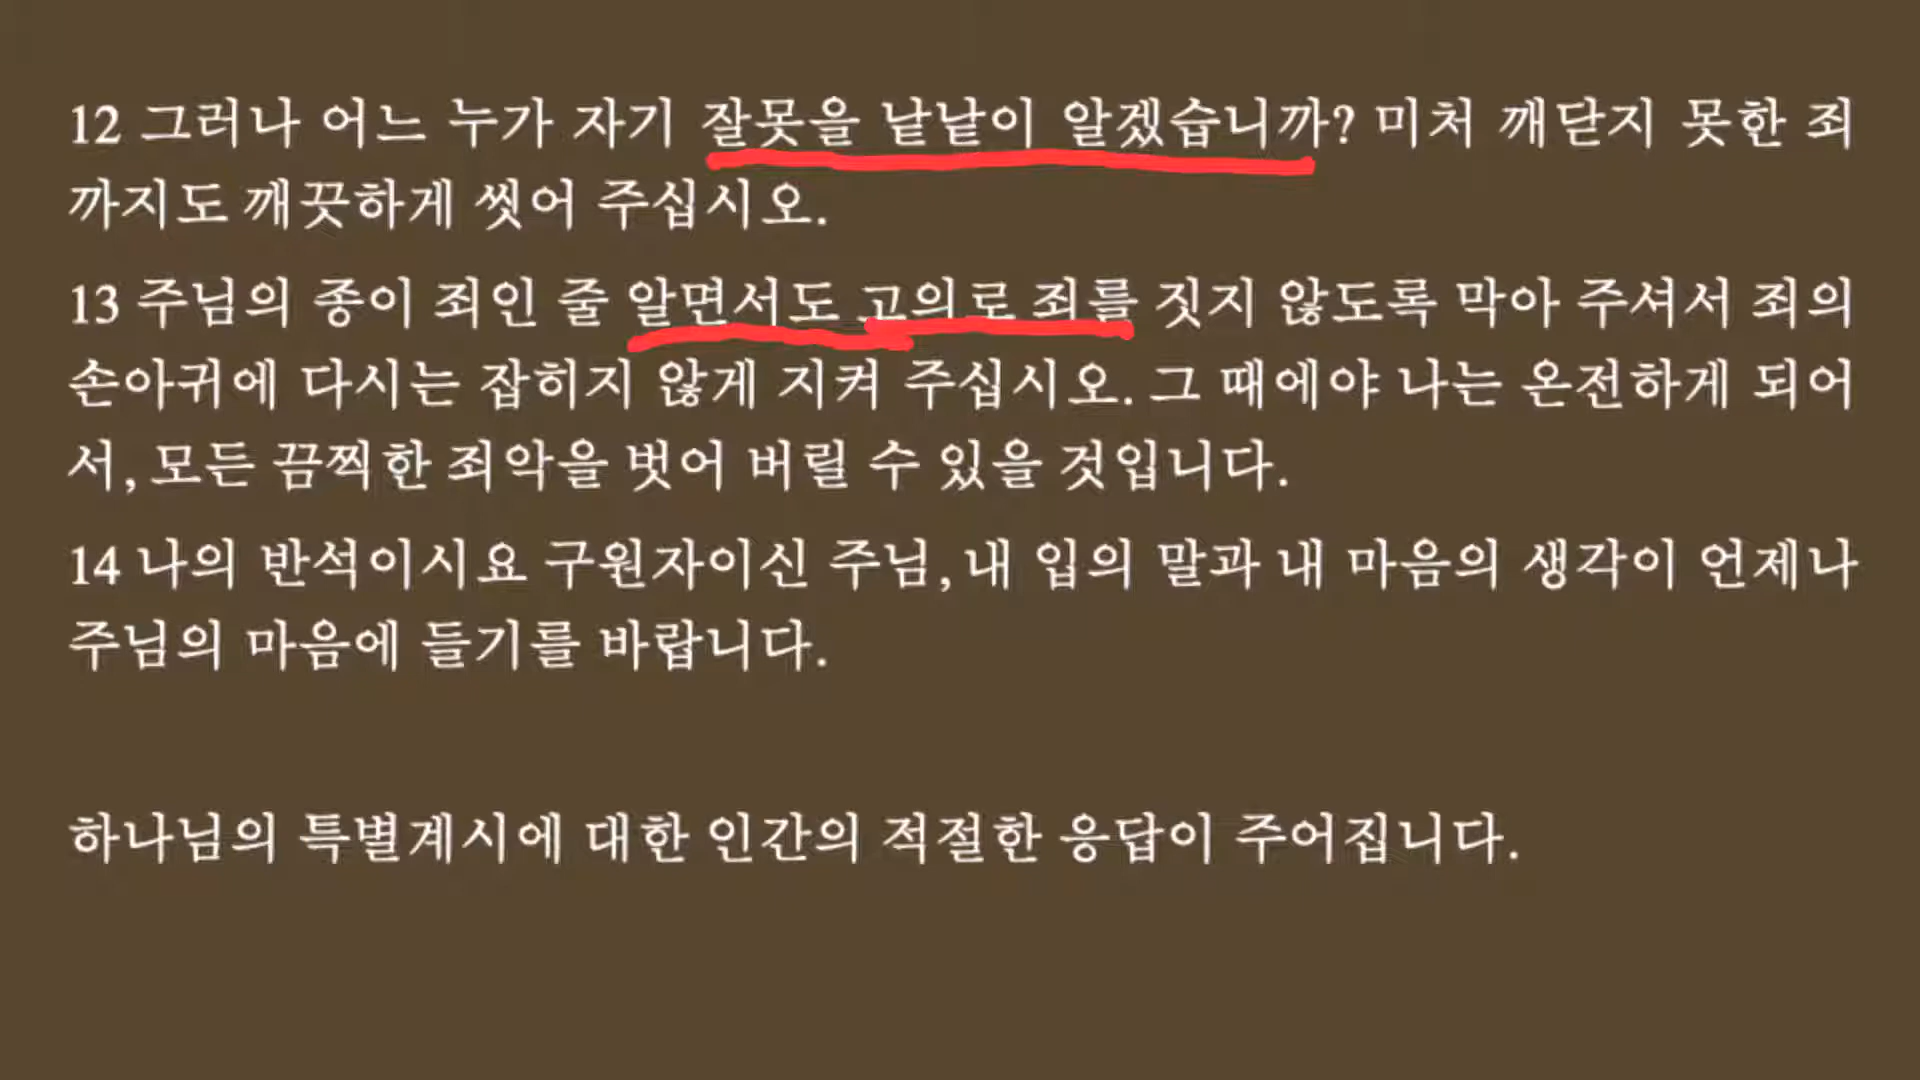 12 그러나 어느 누가 자기 잘못을 낱낱이 알겠습니까? 미처 깨닫지 못한 죄
까지도 깨끗하게 씻어 주십시오.
13 주님의 종이 죄인 줄 알면서도 고의로 죄를 짓지 않도록 막아 주셔서 죄의
손아귀에 다시는 잡히지 않게 지켜 주십시오. 그 때에야 나는 온전하게 되어
서, 모든 끔찍한 죄악을 벗어 버릴 수 있을 것입니다.
14 나의 반석이시요 구원자이신 주님, 내 입의 말과 내 마음의 생각이 언제나
주님의 마음에 들기를 바랍니다.
하나님의 특별계시에 대한 인간의 적절한 응답이 주어집니다.